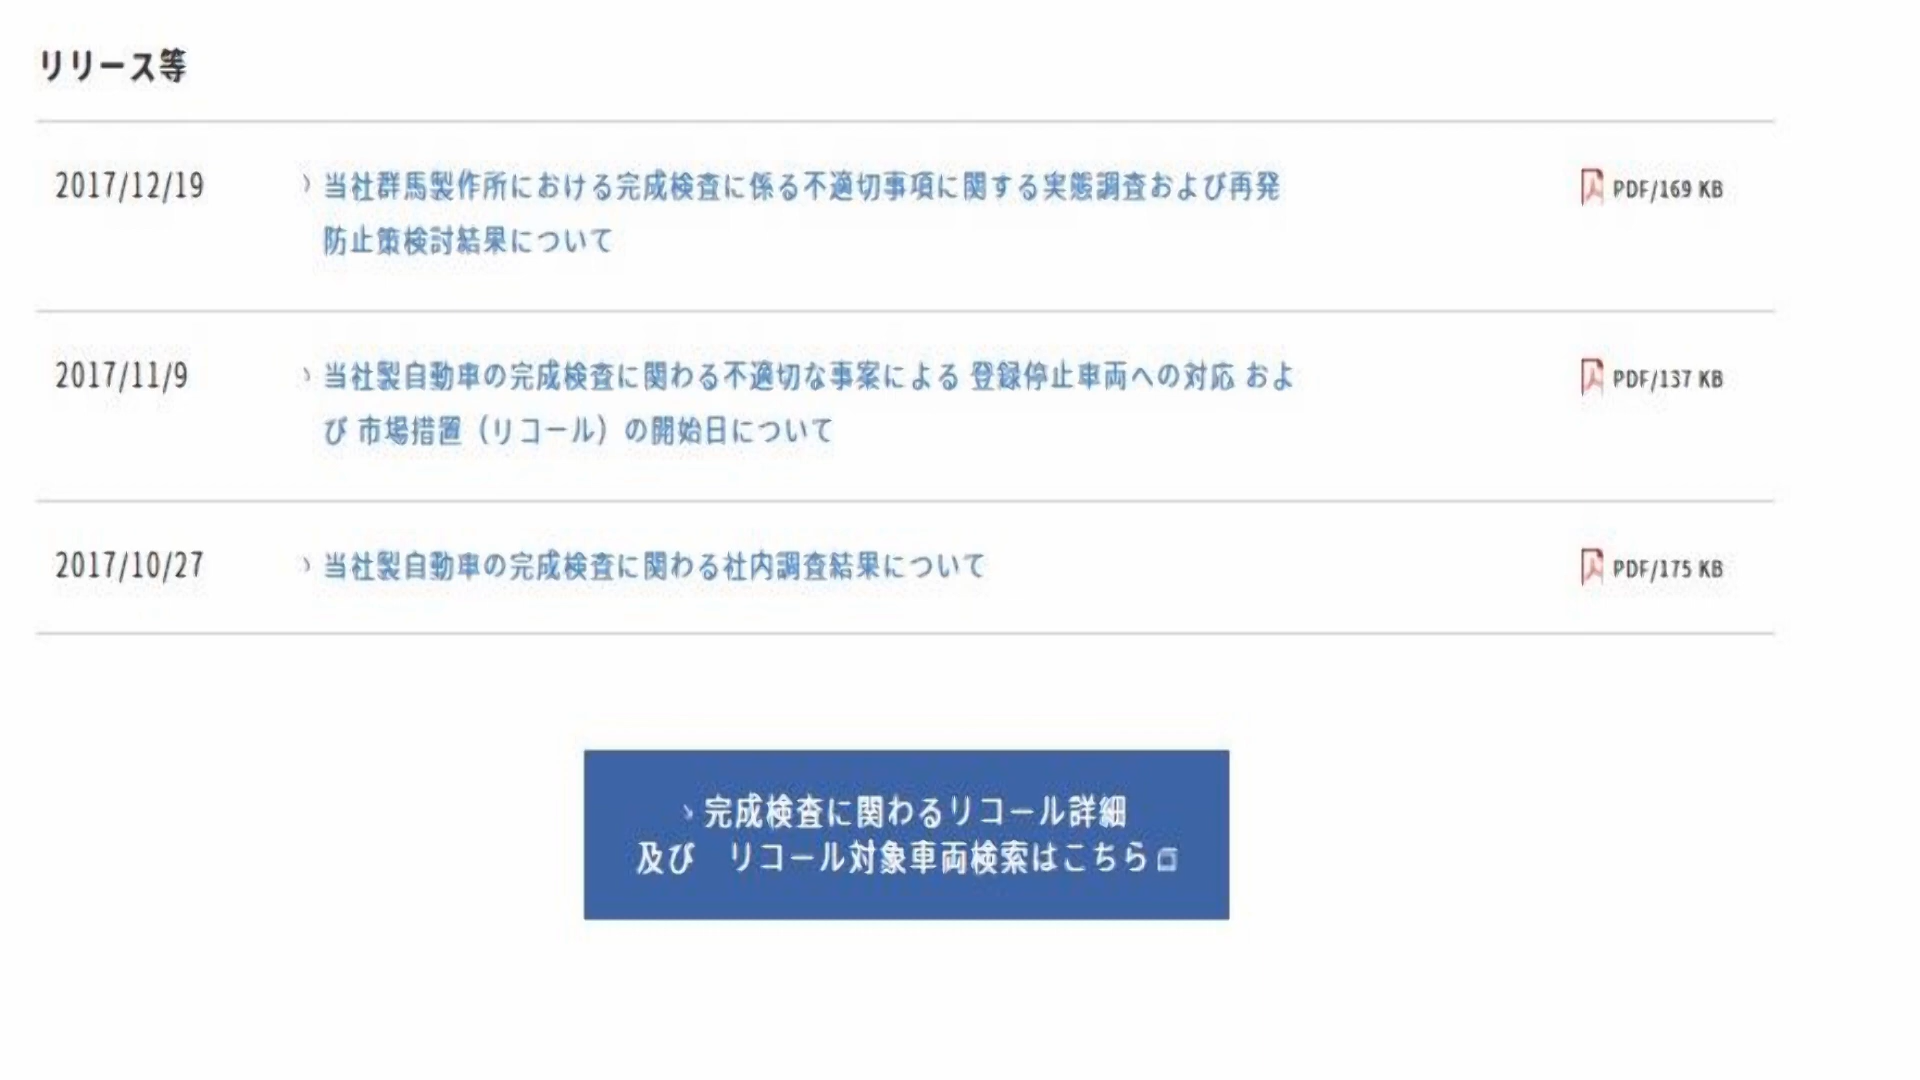 リリース等
2017/12/19 当社群馬製作所における完成検査に係る不適切事項に関する実態調査および再発 PDF/169 KB
防止策検討結果について
2017/11/9 当社製自動車の完成検査に関わる不適切な事案による 登録停止車両への対応 およ PDF/137 KB
び 市場措置（リコール）の開始日について
2017/10/27 当社製自動車の完成検査に関わる社内調査結果について PDF/175 KB
完成検査に関わるリコール詳細
及び　リコール対象車両検索はこちら